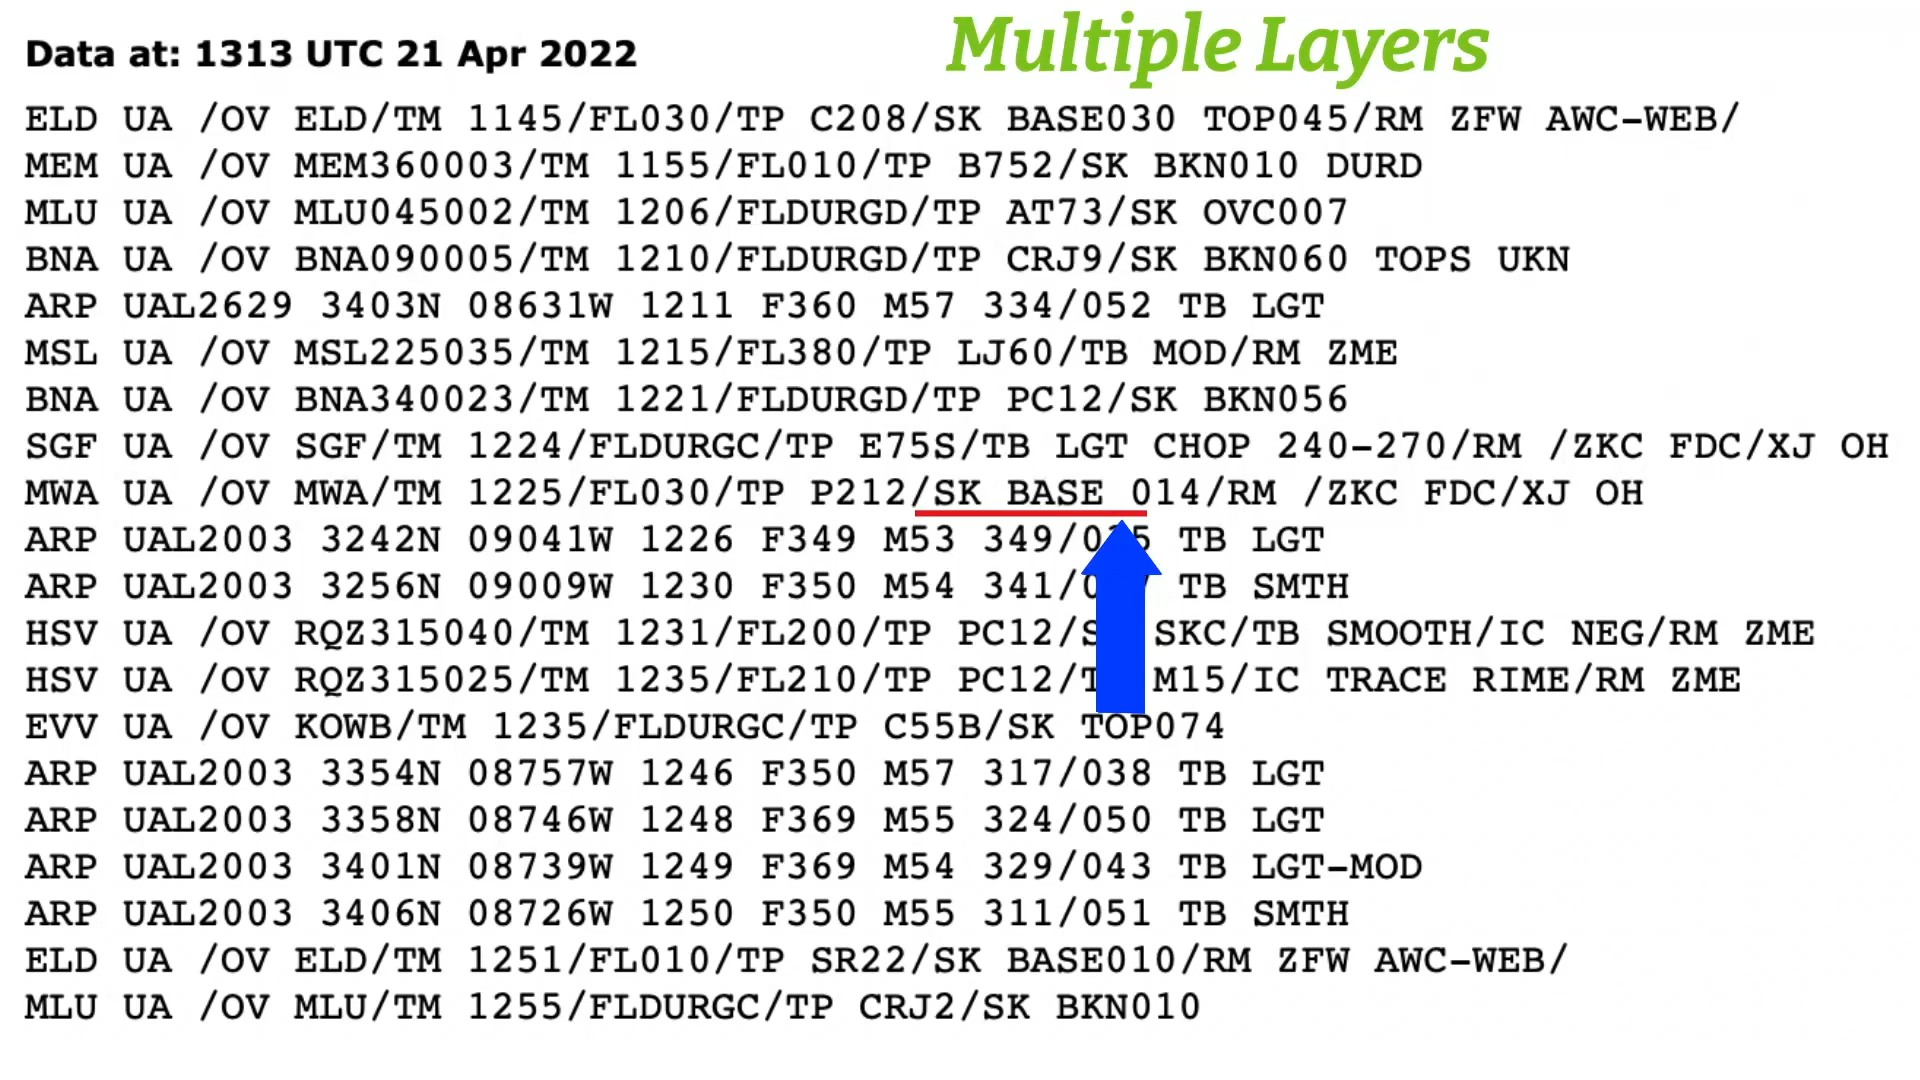 Multiple Layers
Data at: 1313 UTC 21 Apr 2022
ELD UA /OV ELD/TM 1145/FL030/TP C208/SK BASE030 TOP045/RM ZFW AWC-WEB/
MEM UA /OV MEM360003/TM 1155/FL010/TP B752/SK BKN010 DURD
MLU UA /OV MLU045002/TM 1206/FLDURGD/TP AT73/SK OVC007
BNA UA /OV BNA090005/TM 1210/FLDURGD/TP CRJ9/SK BKN060 TOPS UKN
ARP UAL2629 3403N 08631W 1211 F360 M57 334/052 TB LGT
MSL UA /OV MSL225035/TM 1215/FL380/TP LJ60/TB MOD/RM ZME
BNA UA /OV BNA340023/TM 1221/FLDURGD/TP PC12/SK BKN056
SGF UA /OV SGF/TM 1224/FLDURGC/TP E75S/TB LGT CHOP 240-270/RM /ZKC FDC/XJ OH
MWA UA /OV MWA/TM 1225/FL030/TP P212/SK BASE 014/RM /ZKC FDC/XJ OH
ARP UAL2003 3242N 09041W 1226 F349 M53 TB LGT
ARP UAL2003 3256N 09009W 1230 F350 M54 TB SMTH
HSV UA /OV RQZ315040/TM 1231/FL200/TP SKC/TB SMOOTH/IC NEG/RM ZME
HSV UA /OV RQZ315025/TM 1235/FL210/TP M15/IC TRACE RIME/RM ZME
EVV UA /OV KOWB/TM 1235/FLDURGC/TP C55B/SK TOP074
ARP UAL2003 3354N 08757W 1246 F350 M57 317/038 TB LGT
ARP UAL2003 3358N 08746W 1248 F369 M55 324/050 TB LGT
ARP UAL2003 3401N 08739W 1249 F369 M54 329/043 TB LGT-MOD
ARP UAL2003 3406N 08726W 1250 F350 M55 311/051 TB SMTH
ELD UA /OV ELD/TM 1251/FL010/TP SR22/SK BASE010/RM ZFW AWC-WEB/
MLU UA /OV MLU/TM 1255/FLDURGC/TP CRJ2/SK BKN010